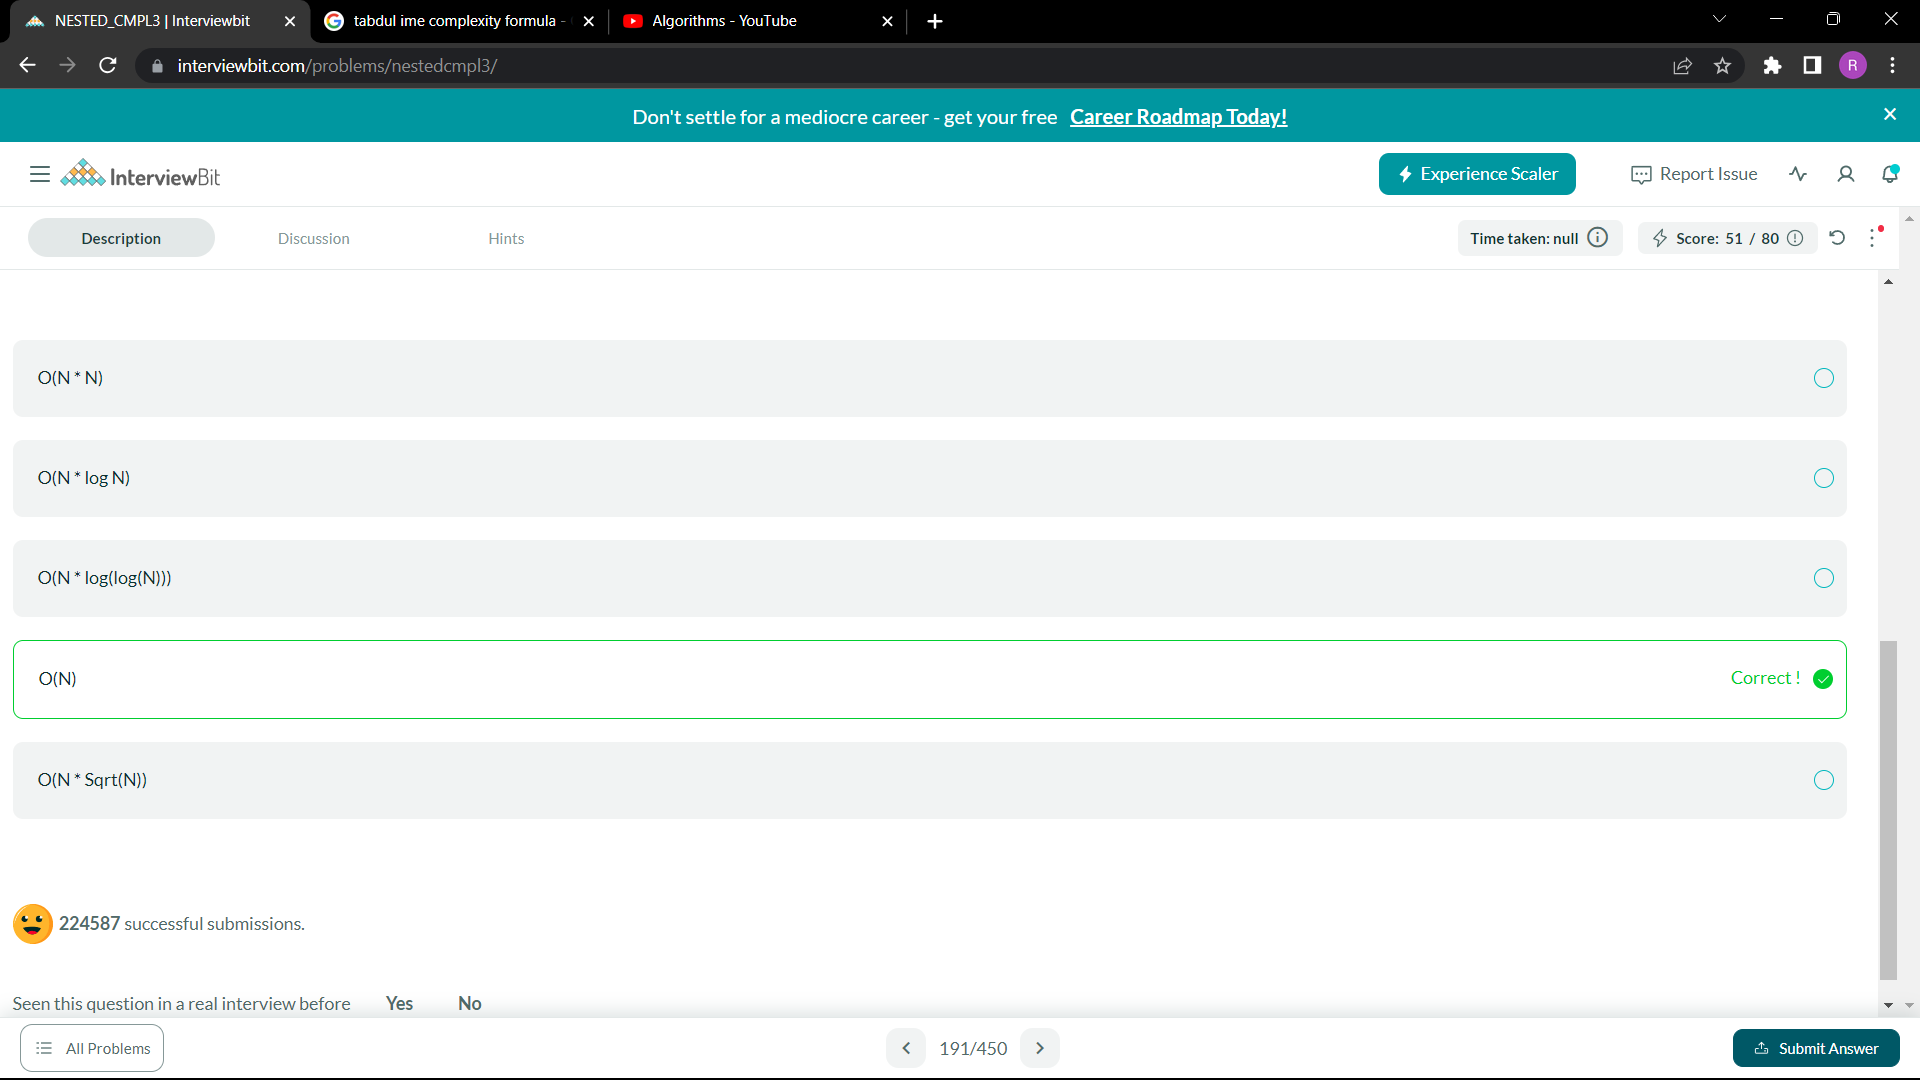 NESTED_CMPL3 | Interviewbit
tabdul ime complexity formula -
Algorithms - YouTube
interviewbit.com/problems/nestedcmpl3/
R
Don't settle for a mediocre career - get your free Career Roadmap Today!
InterviewBit
Experience Scaler
Report Issue
Description
Discussion
Hints
Time taken: null
Score: 51 / 80
O(N * N)
O(N * log N)
O(N * log(log(N)))
O(N)
Correct !
O(N * Sqrt(N))
224587 successful submissions.
Seen this question in a real interview before Yes No
All Problems
191/450
Submit Answer